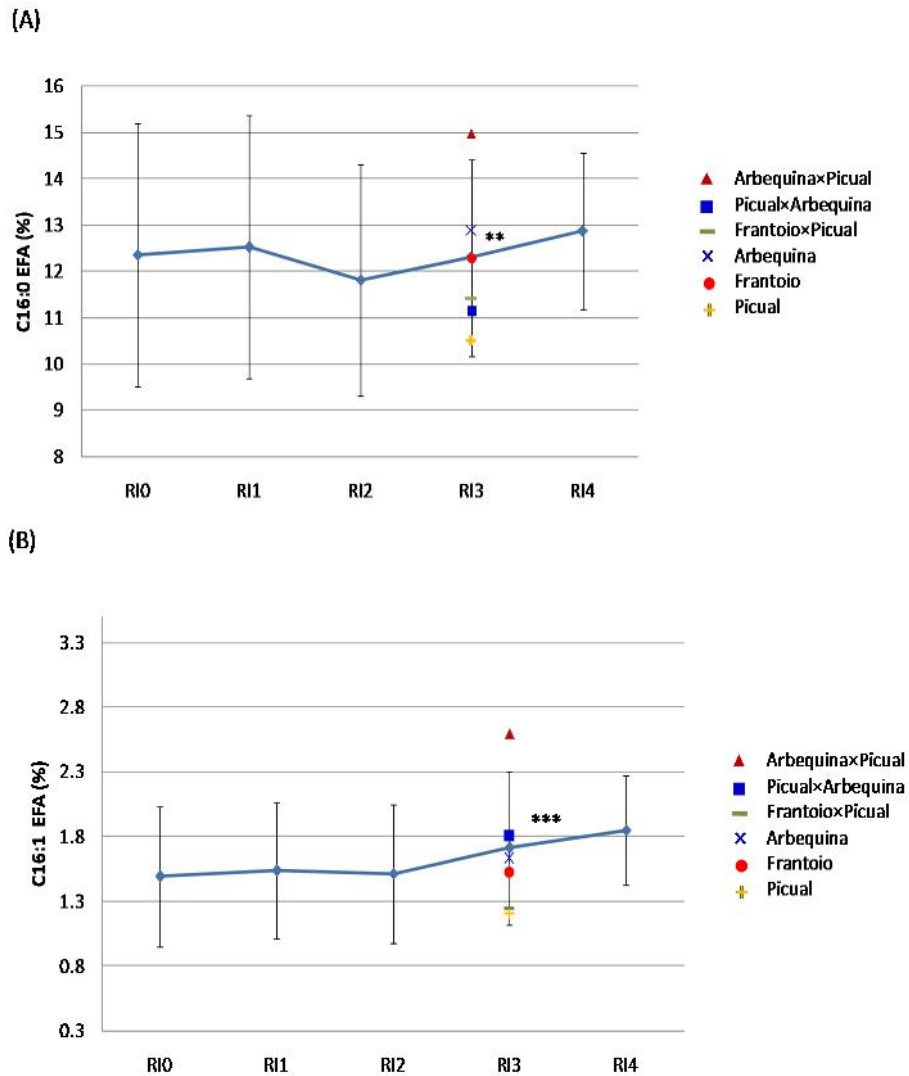 (A)
16
15
14
13
12
11
10
9
8
C16:0 EFA (%)
**
RI0 RI1 RI2 RI3 RI4
Arbequina×Picual
Picual×Arbequina
Frantoio×Picual
Arbequina
Frantoio
Picual
(B)
3.3
2.8
2.3
1.8
1.3
0.8
0.3
C16:1 EFA (%)
***
RI0 RI1 RI2 RI3 RI4
Arbequina×Picual
Picual×Arbequina
Frantoio×Picual
Arbequina
Frantoio
Picual